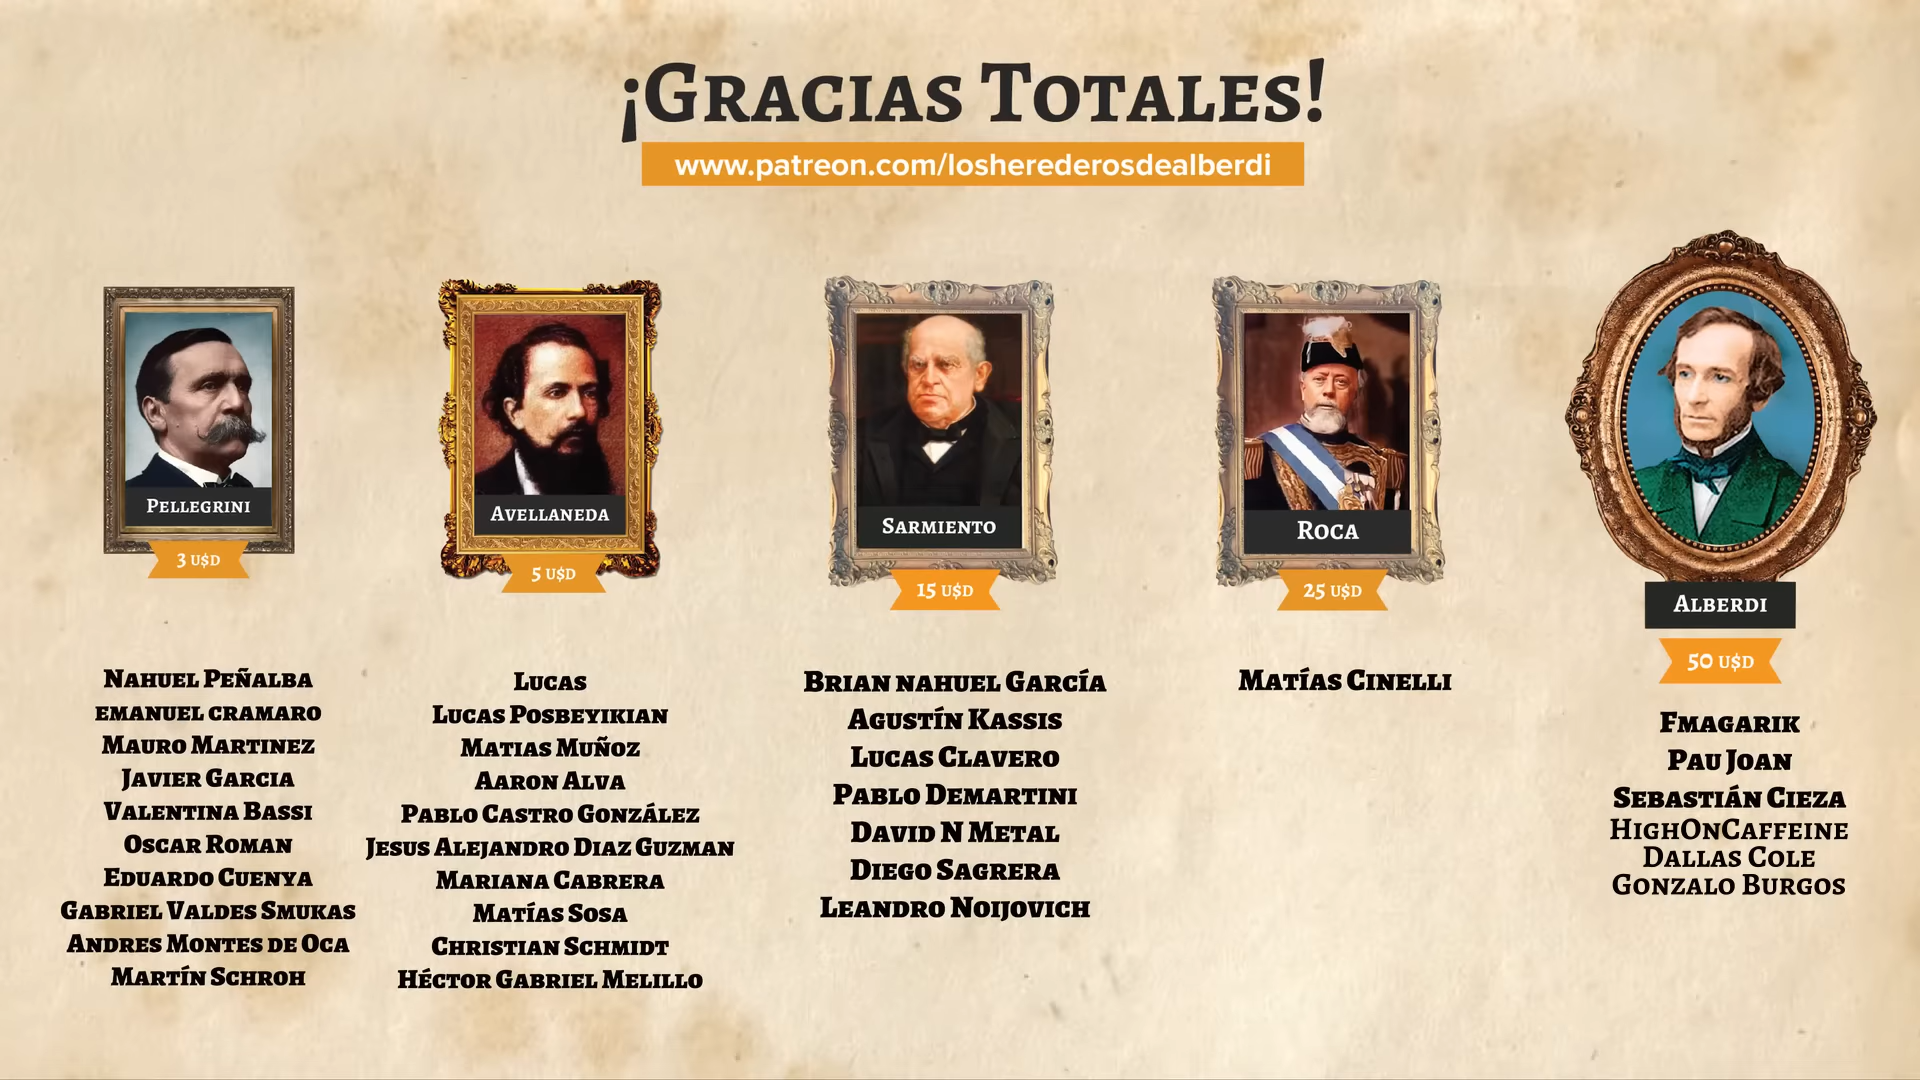 ¡Gracias Totales!
www.patreon.com/losherederosdealberdi
Pellegrini
3 U$D
Nahuel Peñalba
emanuel cramaro
Mauro Martinez
Javier Garcia
Valentina Bassi
Oscar Roman
Eduardo Cuenya
Gabriel Valdes Smukas
Andres Montes de Oca
Martín Schroh
Avellaneda
5 U$D
Lucas
Lucas Posbeyikian
Matias Muñoz
Aaron Alva
Pablo Castro González
Jesus Alejandro Diaz Guzman
Mariana Cabrera
Matías Sosa
Christian Schmidt
Héctor Gabriel Melillo
Sarmiento
15 U$D
Brian nahuel García
Agustín Kassis
Lucas Clavero
Pablo Demartini
David N Metal
Diego Sagrera
Leandro Noijovich
Roca
25 U$D
Matías Cinelli
Alberdi
50 U$D
Fmagarik
Pau Joan
Sebastián Cieza
HighOnCaffeine
Dallas Cole
Gonzalo Burgos